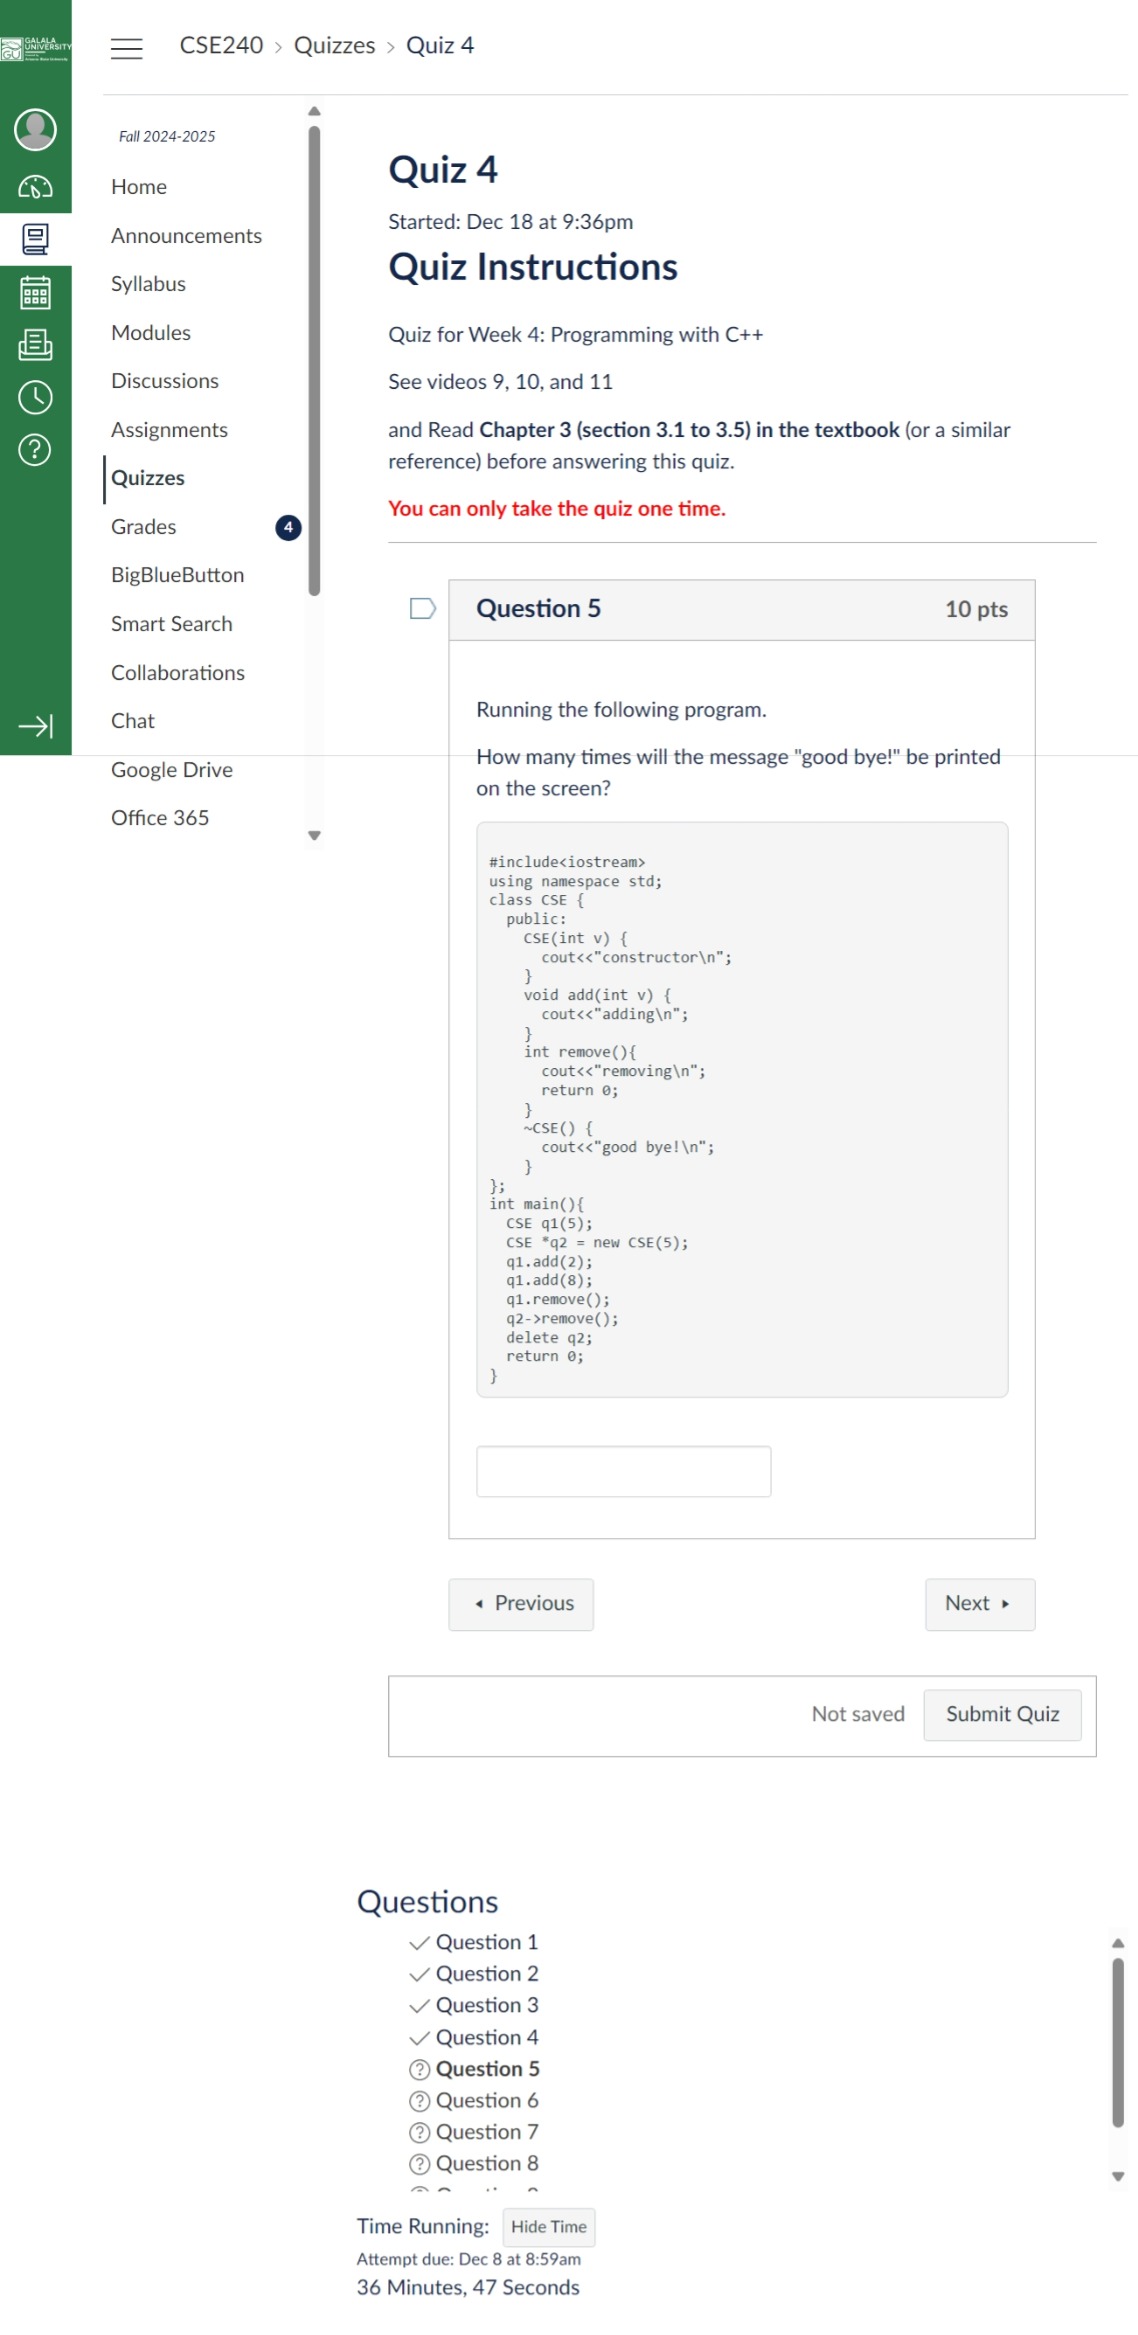 GALALA
UNIVERSITY
GU
CSE240 > Quizzes > Quiz 4
Fall 2024-2025
Home
Announcements
Syllabus
Modules
Discussions
Assignments
Quizzes
Grades
4
BigBlueButton
Smart Search
Collaborations
Chat
Google Drive
Office 365
Quiz 4
Started: Dec 18 at 9:36pm
Quiz Instructions
Quiz for Week 4: Programming with C++
See videos 9, 10, and 11
and Read Chapter 3 (section 3.1 to 3.5) in the textbook (or a similar
reference) before answering this quiz.
You can only take the quiz one time.
Question 5
10 pts
Running the following program.
How many times will the message "good bye!" be printed
on the screen?
#include<iostream>
using namespace std;
class CSE {
  public:
    CSE(int v) {
      cout<<"constructor\n";
    }
    void add(int v) {
      cout<<"adding\n";
    }
    int remove(){
      cout<<"removing\n";
      return 0;
    }
    ~CSE() {
      cout<<"good bye!\n";
    }
};
int main(){
  CSE q1(5);
  CSE *q2 = new CSE(5);
  q1.add(2);
  q1.add(8);
  q1.remove();
  q2->remove();
  delete q2;
  return 0;
}
Previous
Next
Not saved
Submit Quiz
Questions
Question 1
Question 2
Question 3
Question 4
Question 5
Question 6
Question 7
Question 8
Time Running:
Hide Time
Attempt due: Dec 8 at 8:59am
36 Minutes, 47 Seconds